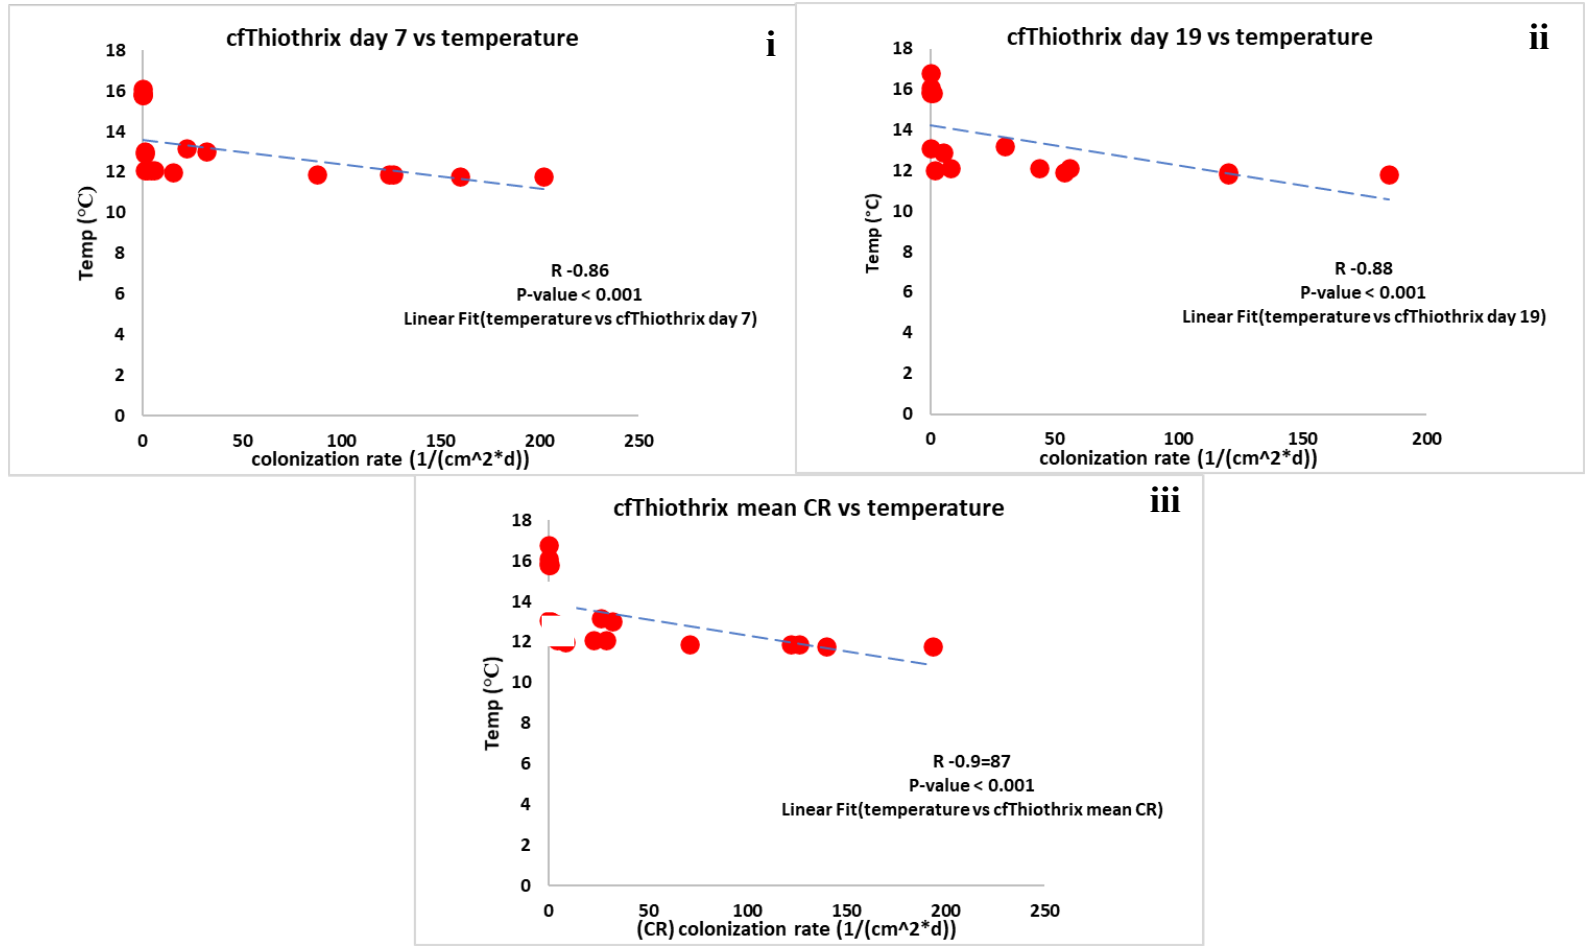 cfThiothrix day 7 vs temperature
i
18
16
14
12
10
8
6
4
2
0
Temp (°C)
R -0.86
P-value < 0.001
Linear Fit(temperature vs cfThiothrix day 7)
0 50 100 150 200 250
colonization rate (1/(cm^2*d))
cfThiothrix day 19 vs temperature
ii
18
16
14
12
10
8
6
4
2
0
Temp (°C)
R -0.88
P-value < 0.001
Linear Fit(temperature vs cfThiothrix day 19)
0 50 100 150 200
colonization rate (1/(cm^2*d))
cfThiothrix mean CR vs temperature
iii
18
16
14
12
10
8
6
4
2
0
Temp (°C)
R -0.9=87
P-value < 0.001
Linear Fit(temperature vs cfThiothrix mean CR)
0 50 100 150 200 250
(CR) colonization rate (1/(cm^2*d))